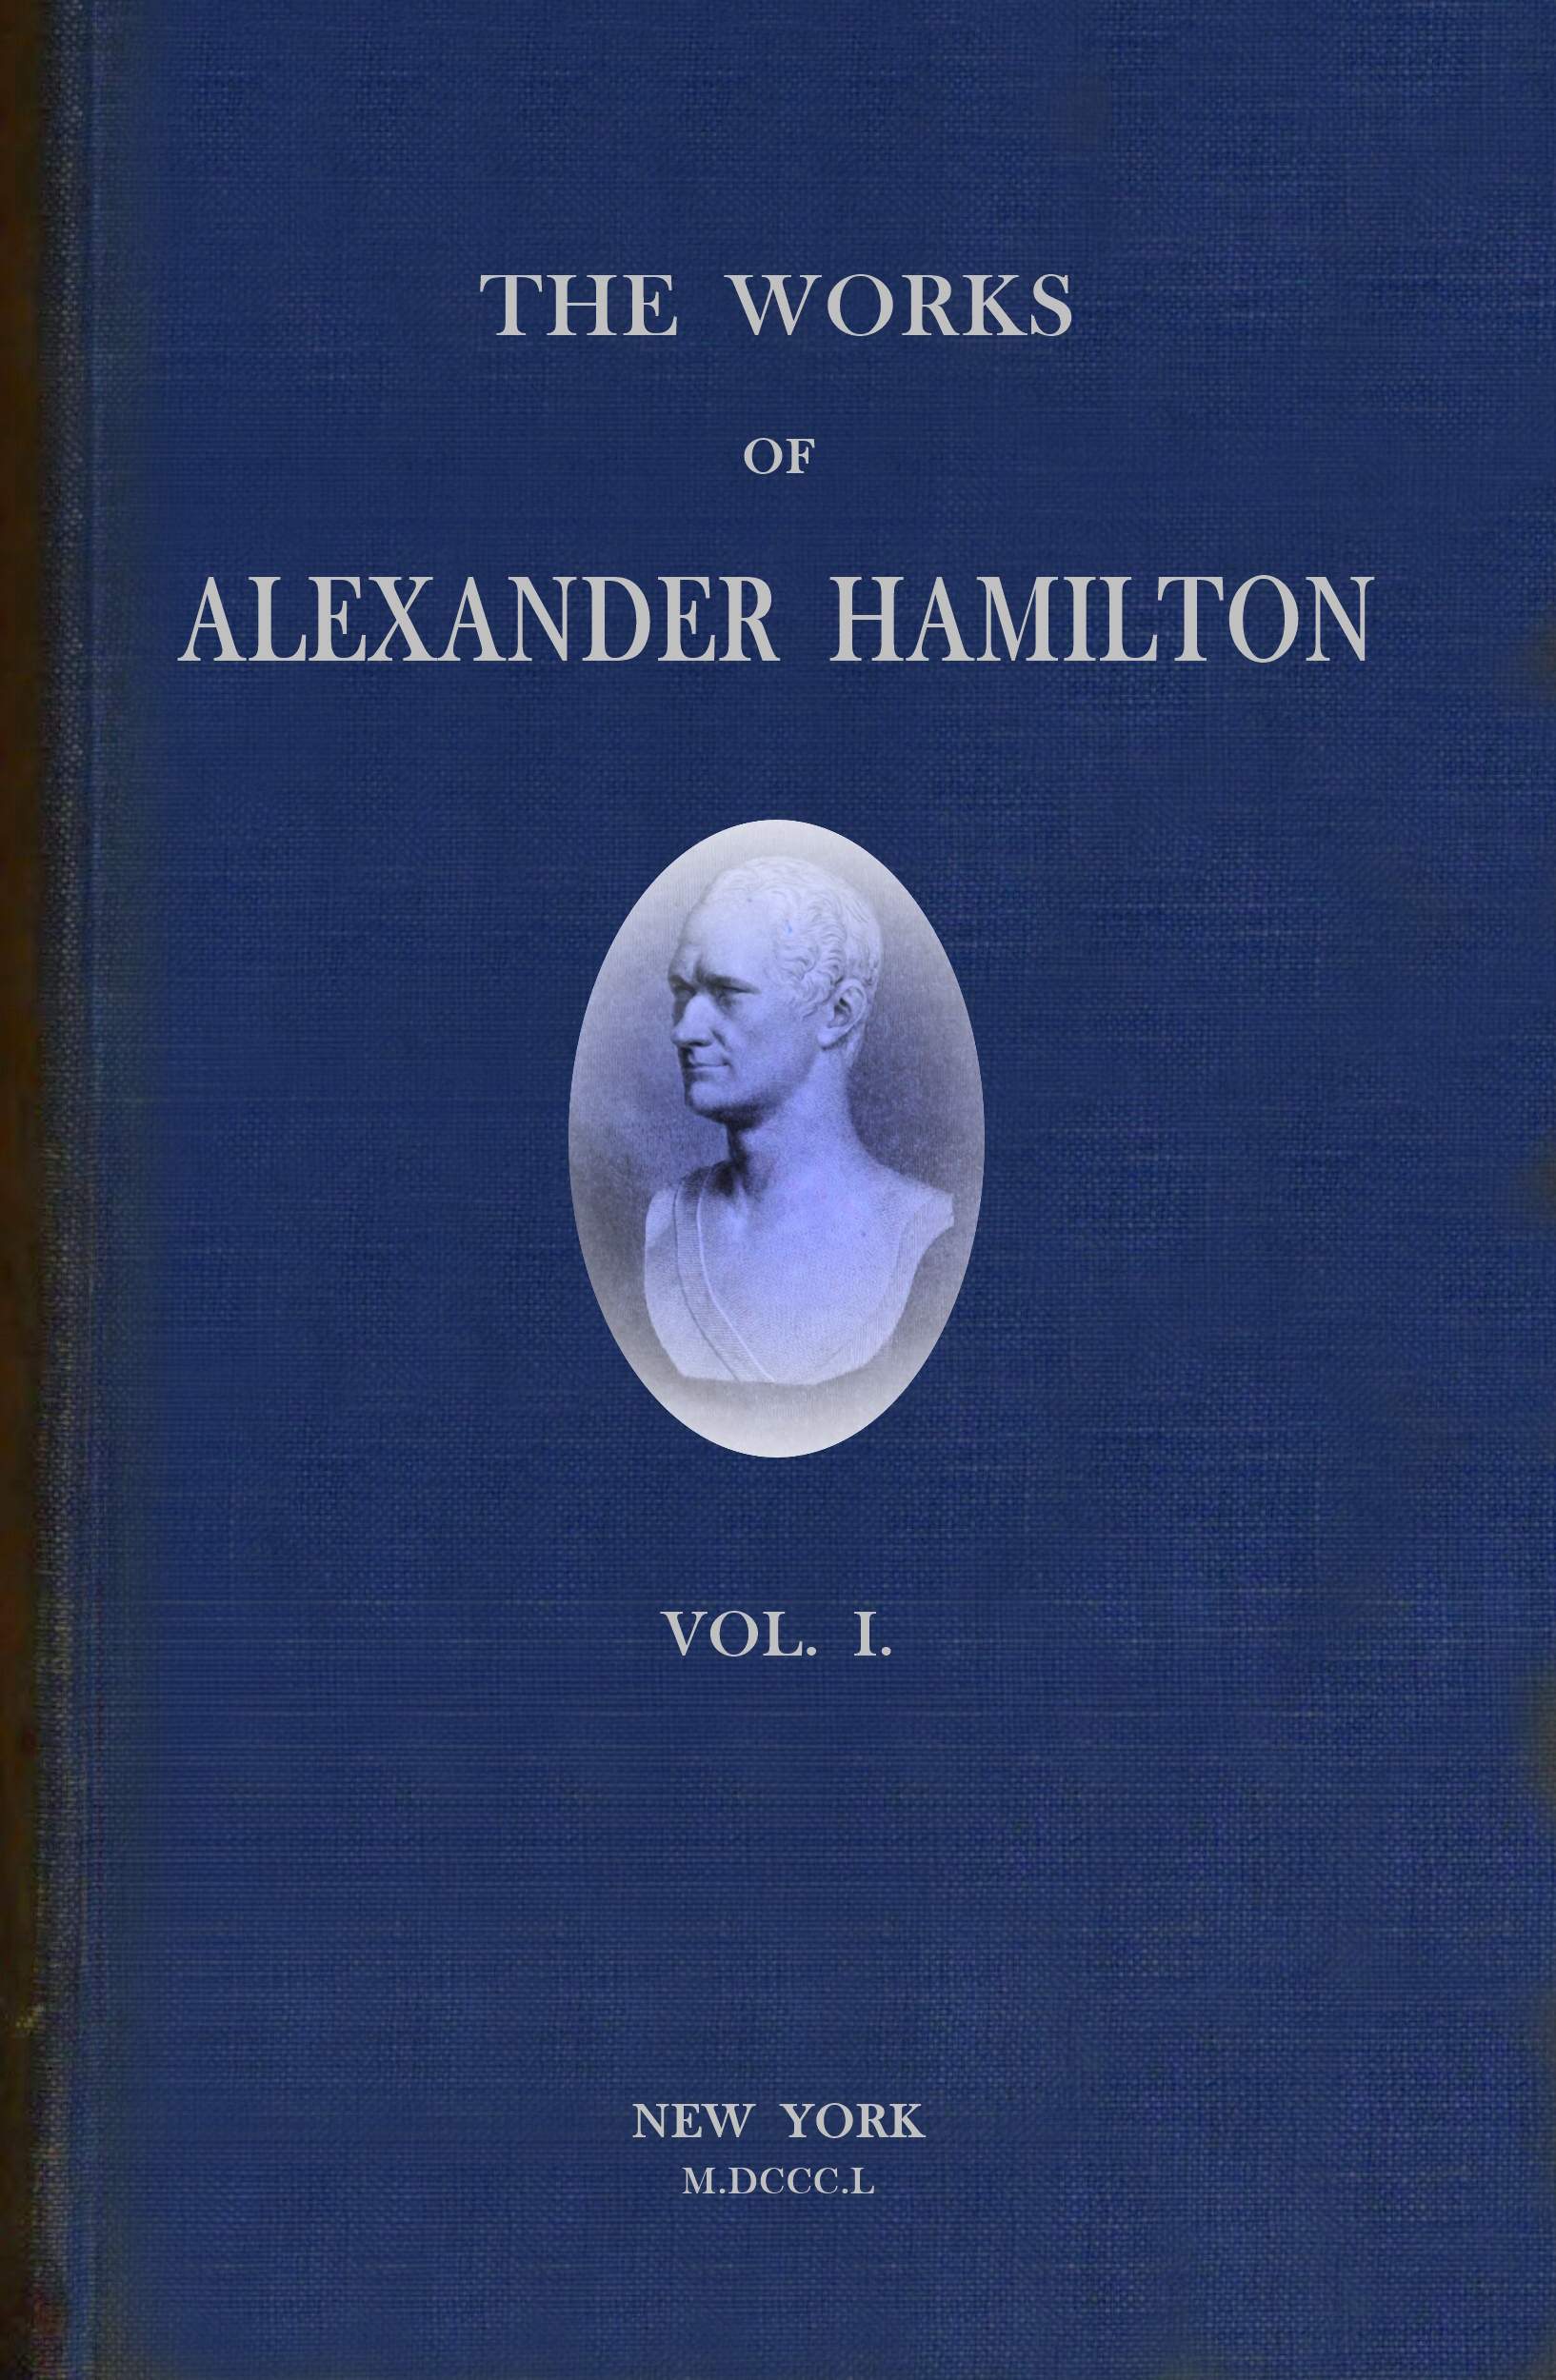 THE WORKS
OF
ALEXANDER HAMILTON
VOL. I.
NEW YORK
M.DCCC.L